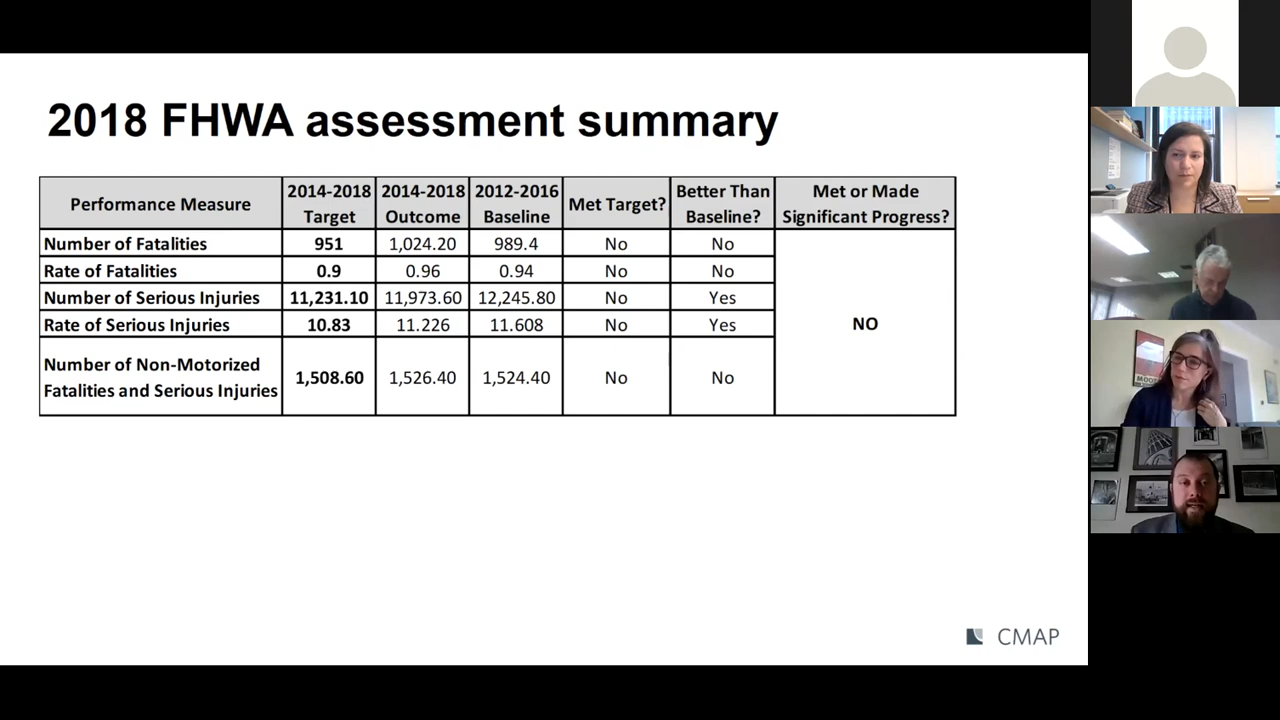 2018 FHWA assessment summary
Performance Measure
2014-2018 Target
2014-2018 Outcome
2012-2016 Baseline
Met Target?
Better Than Baseline?
Met or Made Significant Progress?
Number of Fatalities 951 1,024.20 989.4 No No
Rate of Fatalities 0.9 0.96 0.94 No No
Number of Serious Injuries 11,231.10 11,973.60 12,245.80 No Yes
Rate of Serious Injuries 10.83 11.226 11.608 No Yes
NO
Number of Non-Motorized
Fatalities and Serious Injuries 1,508.60 1,526.40 1,524.40 No No
CMAP